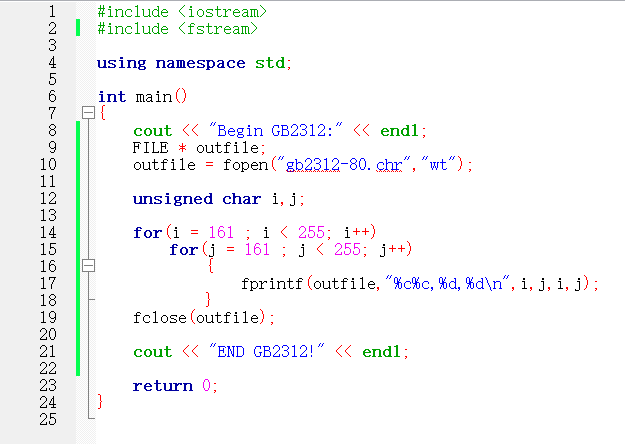 1 #include <iostream>
2 #include <fstream>
3
4 using namespace std;
5
6 int main()
7 {
8 cout << "Begin GB2312:" << endl;
9 FILE * outfile;
10 outfile = fopen("gb2312-80.chr","wt");
11
12 unsigned char i,j;
13
14 for(i = 161 ; i < 255; i++)
15 for(j = 161 ; j < 255; j++)
16 {
17 fprintf(outfile,"%c%c,%d,%d\n",i,j,i,j);
18 }
19 fclose(outfile);
20
21 cout << "END GB2312!" << endl;
22
23 return 0;
24 }
25